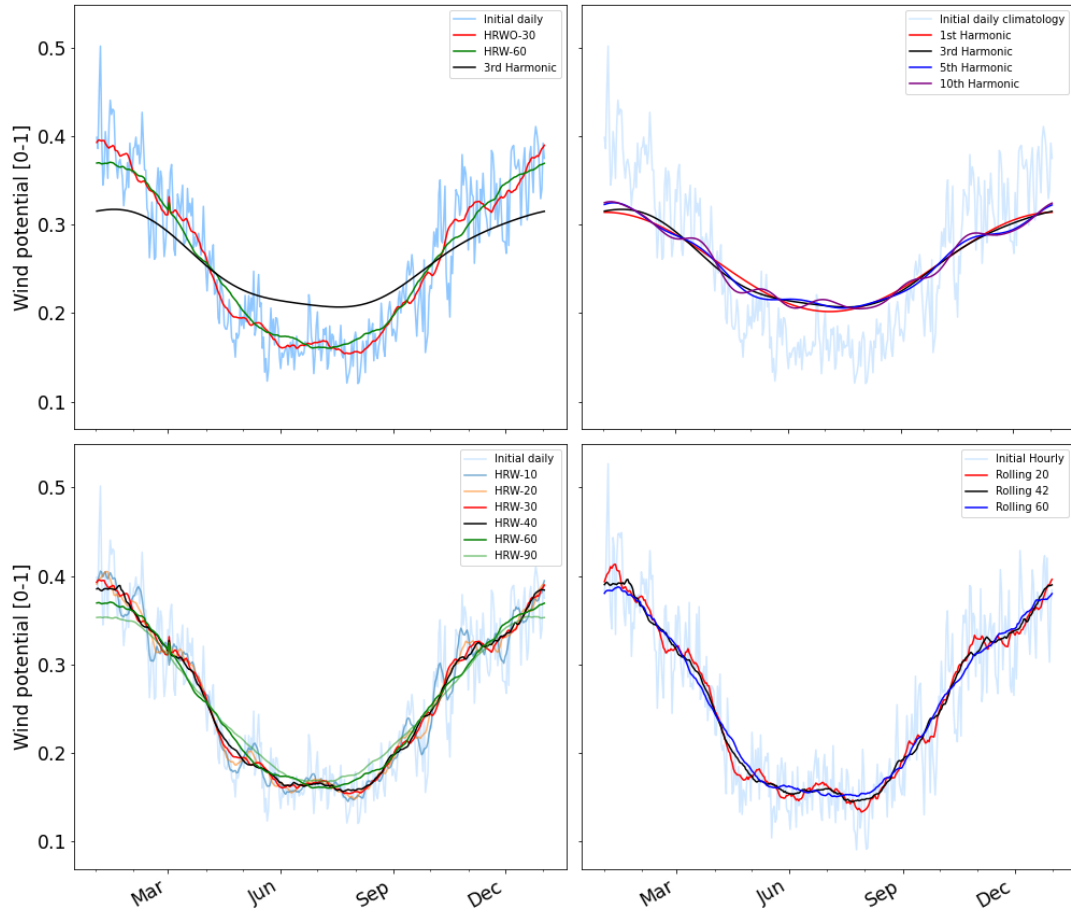 Initial daily
HRWO-30
HRW-60
3rd Harmonic
Initial daily climatology
1st Harmonic
3rd Harmonic
5th Harmonic
10th Harmonic
Wind potential [0-1]
0.5
0.4
0.3
0.2
0.1
Initial daily
HRW-10
HRW-20
HRW-30
HRW-40
HRW-60
HRW-90
Initial Hourly
Rolling 20
Rolling 42
Rolling 60
Wind potential [0-1]
0.5
0.4
0.3
0.2
0.1
Mar Jun Sep Dec
Mar Jun Sep Dec